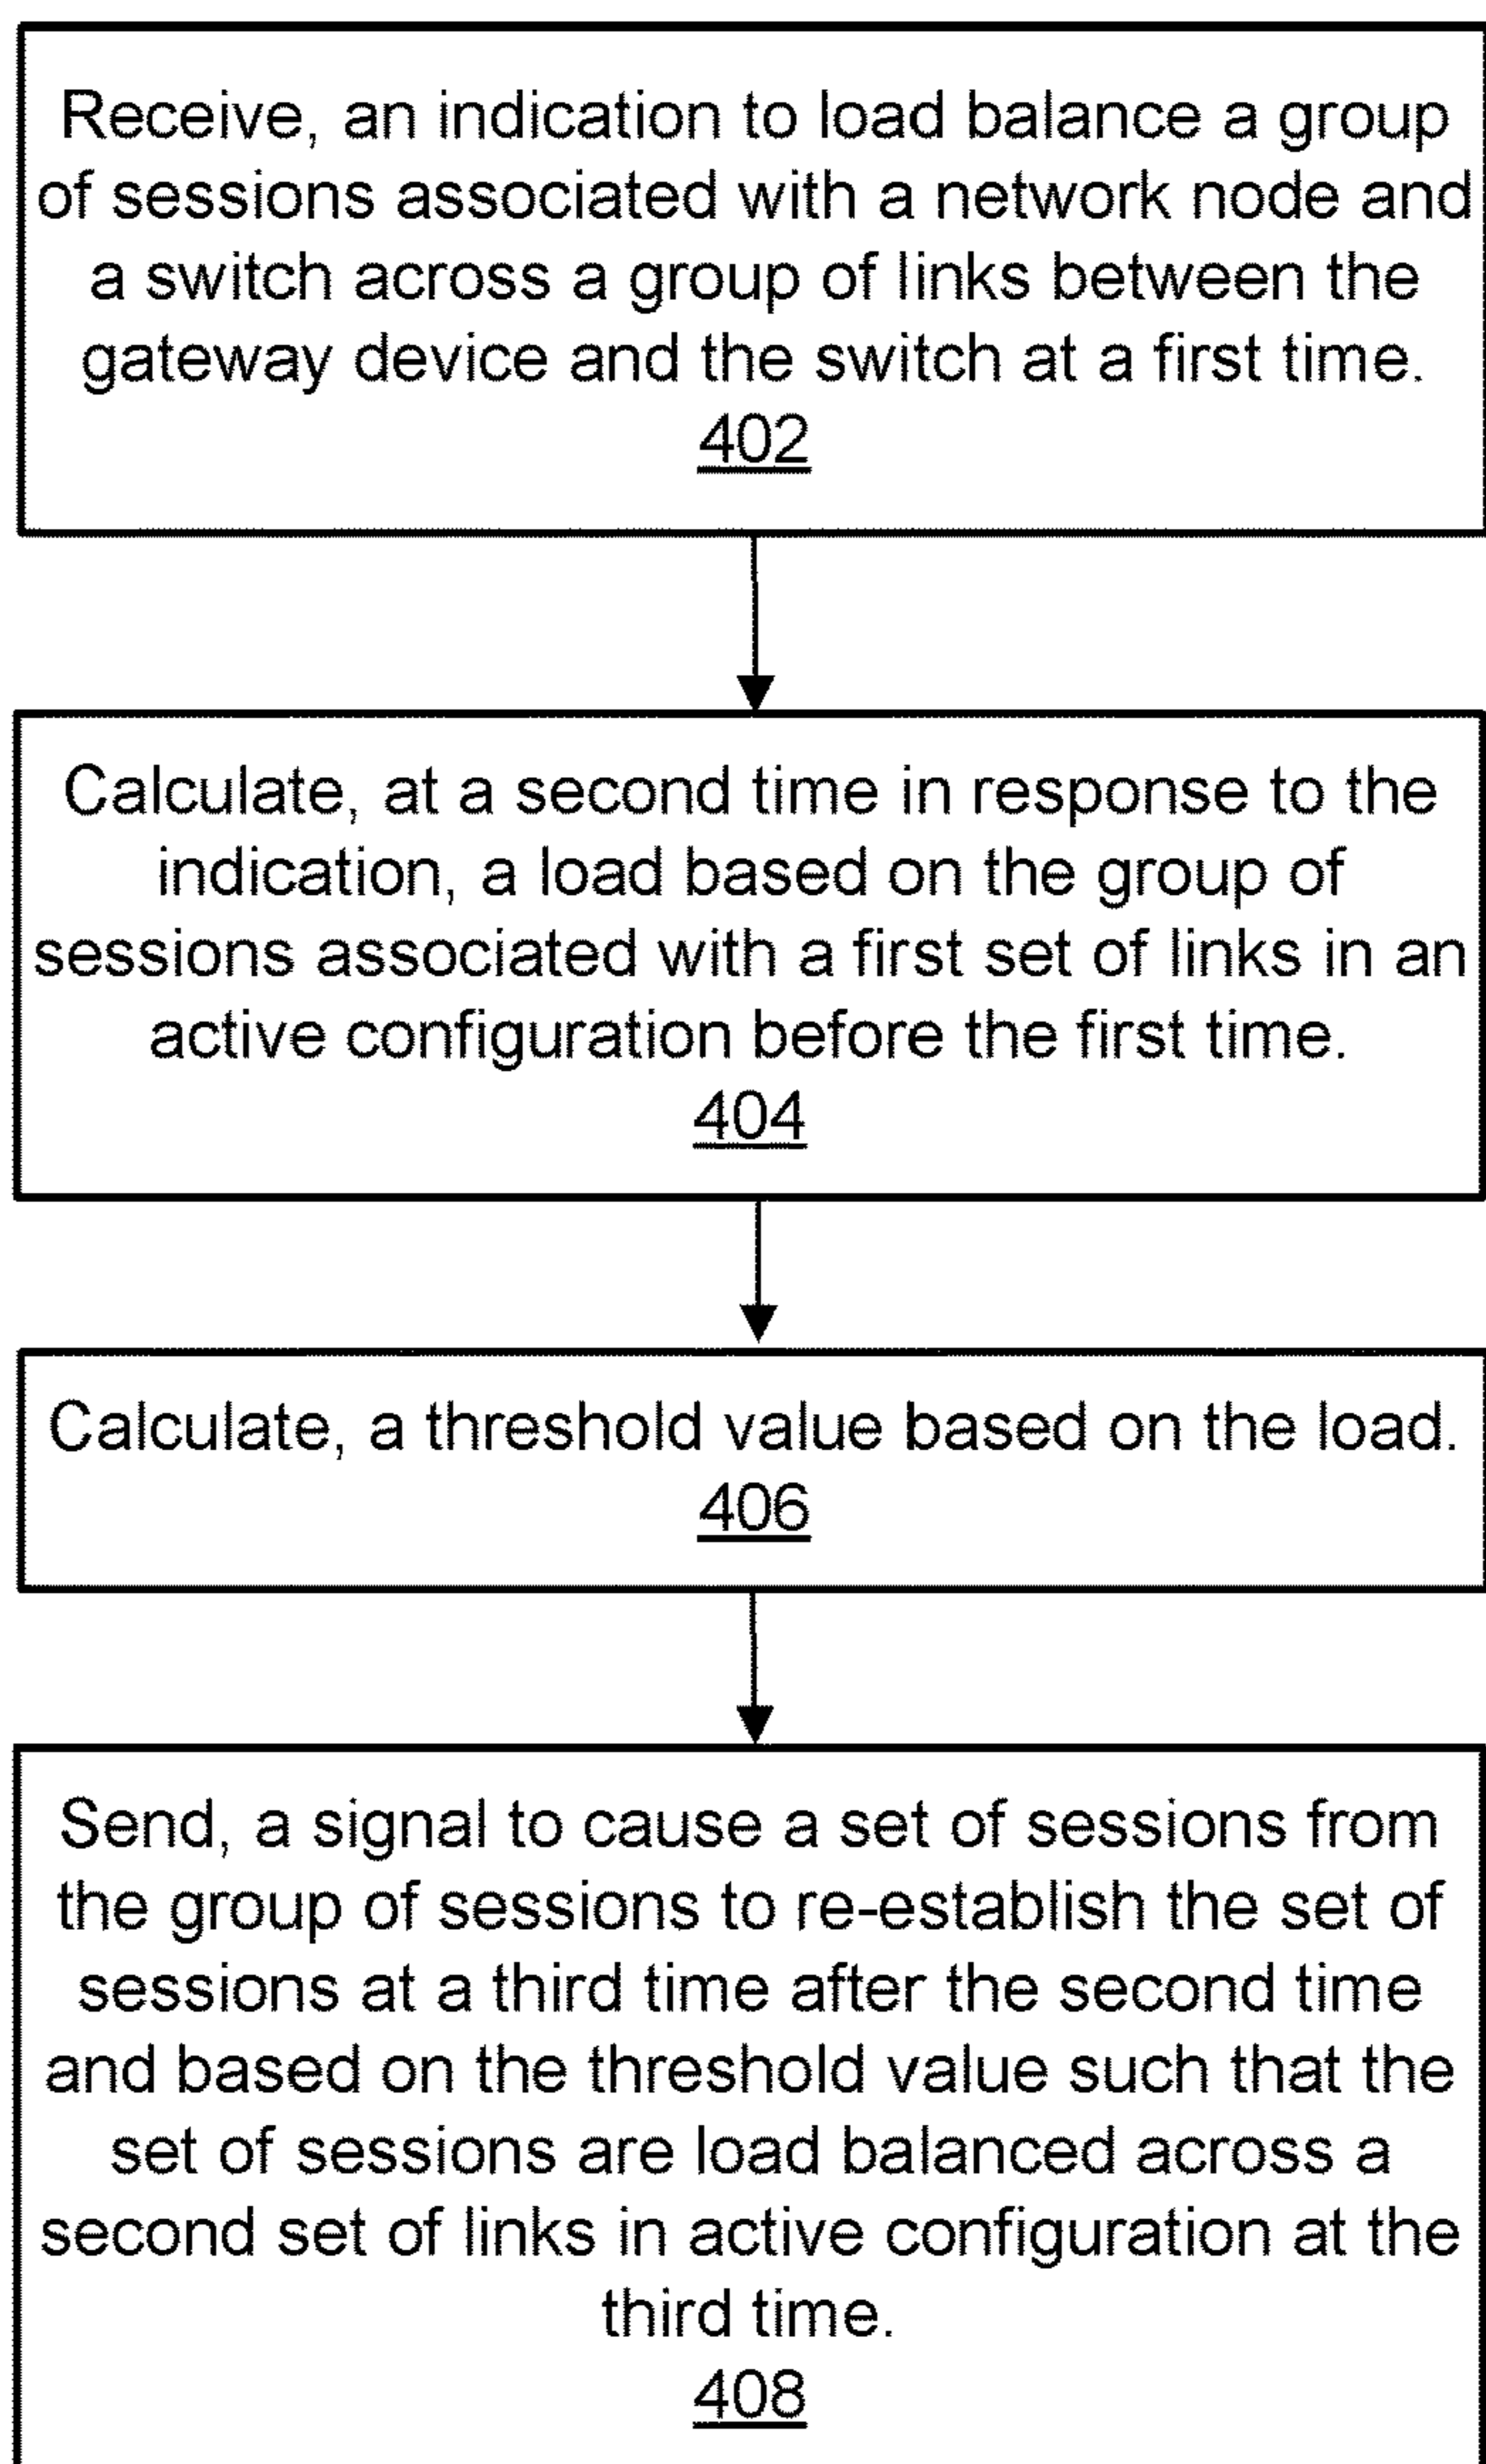 Receive, an indication to load balance a group
of sessions associated with a network node and
a switch across a group of links between the
gateway device and the switch at a first time.
402
Calculate, at a second time in response to the
indication, a load based on the group of
sessions associated with a first set of links in an
active configuration before the first time.
404
Calculate, a threshold value based on the load.
406
Send, a signal to cause a set of sessions from
the group of sessions to re-establish the set of
sessions at a third time after the second time
and based on the threshold value such that the
set of sessions are load balanced across a
second set of links in active configuration at the
third time.
408